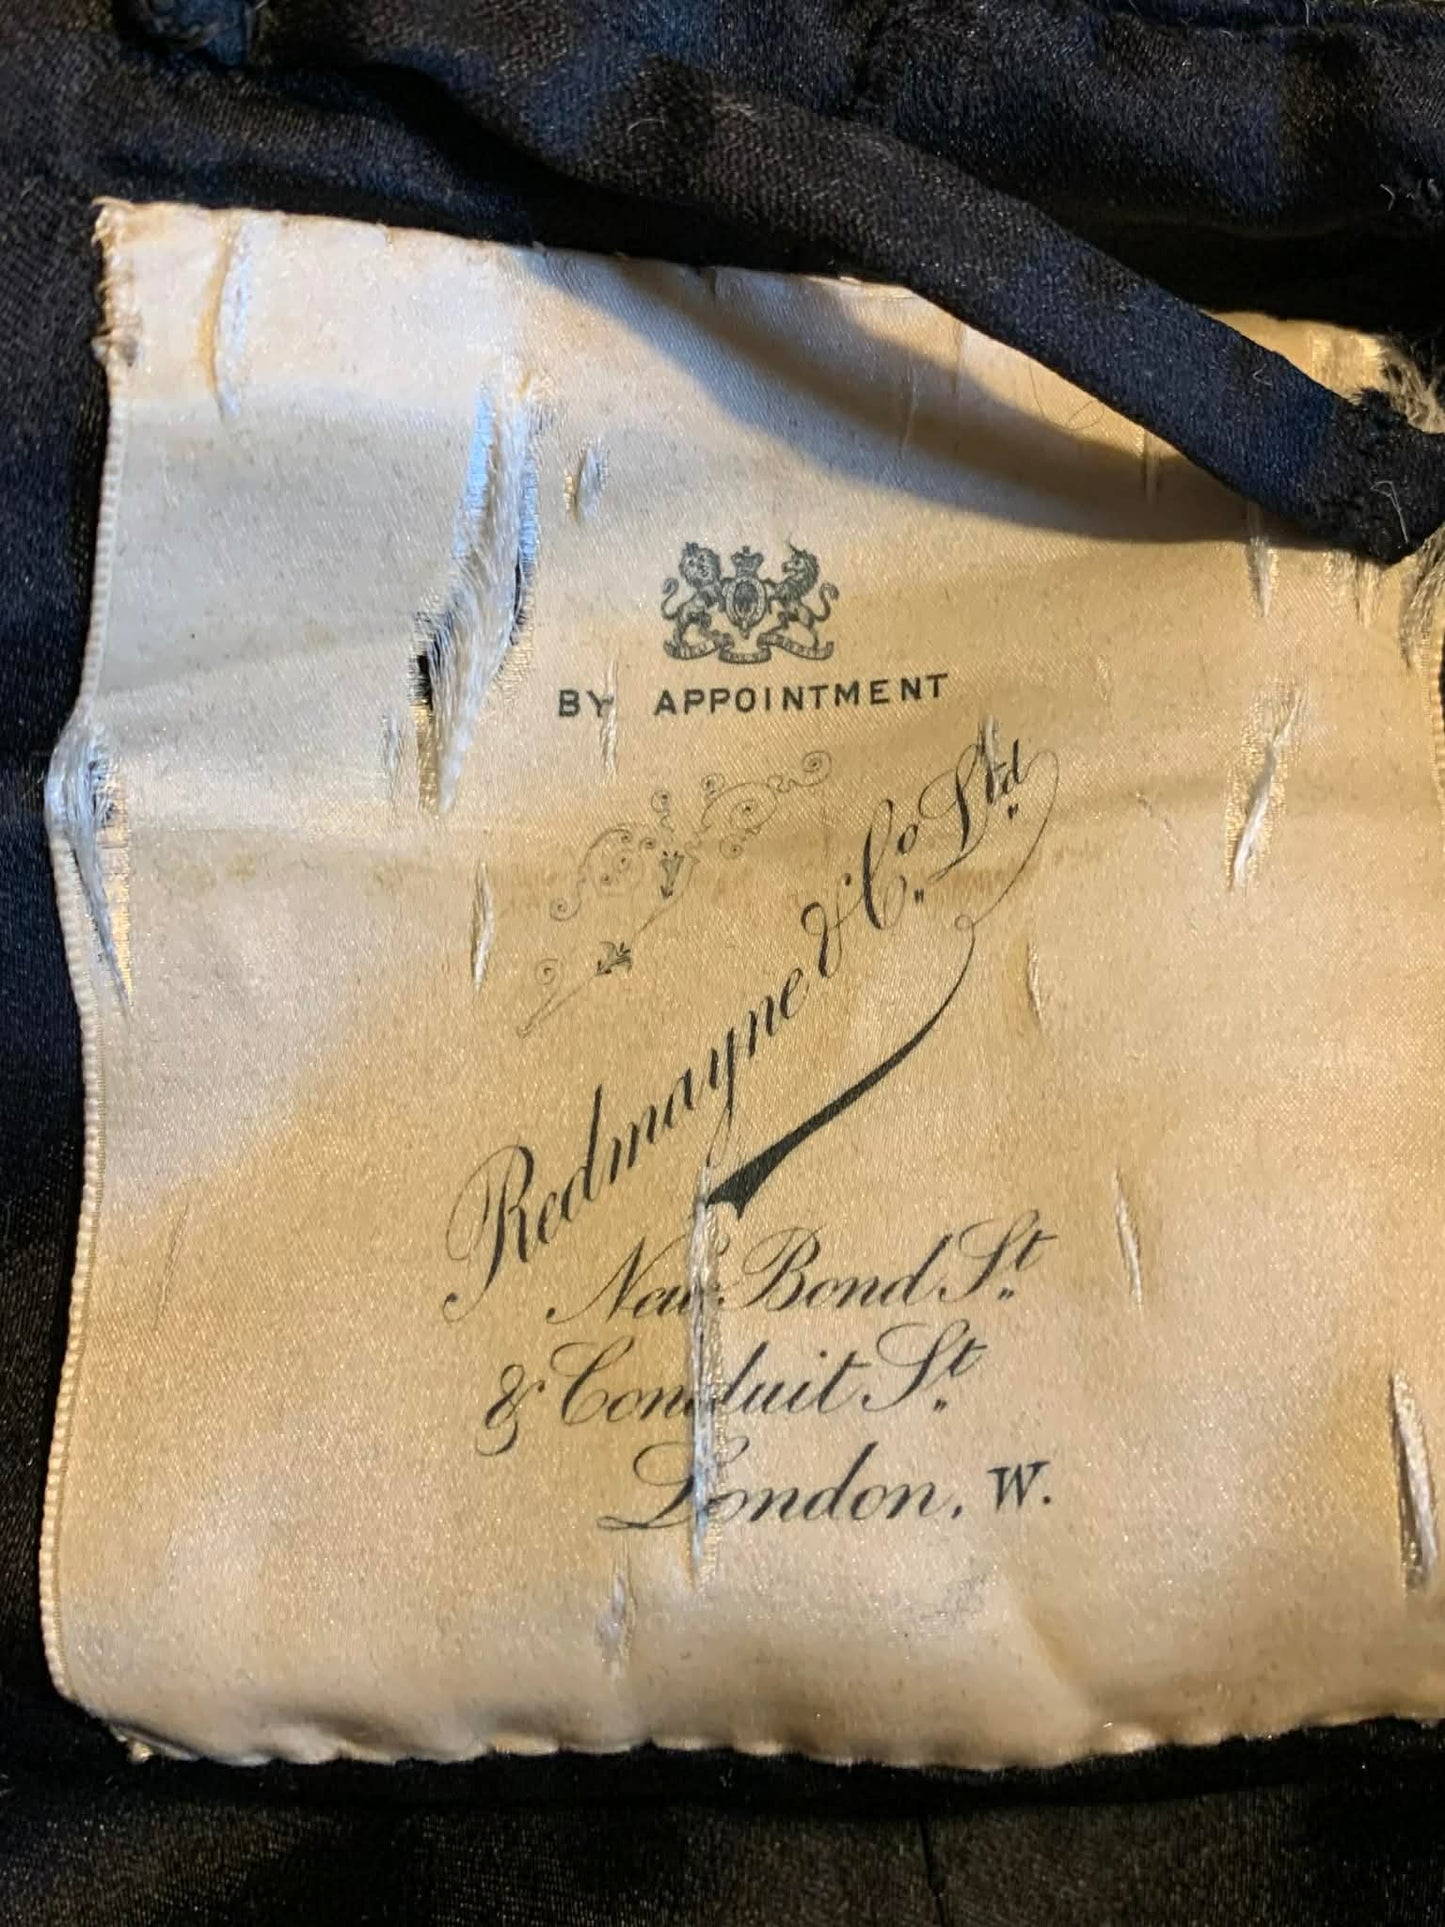 BY APPOINTMENT
Redmayne & Co. Ltd.
New Bond St.
& Conduit St.
London, W.